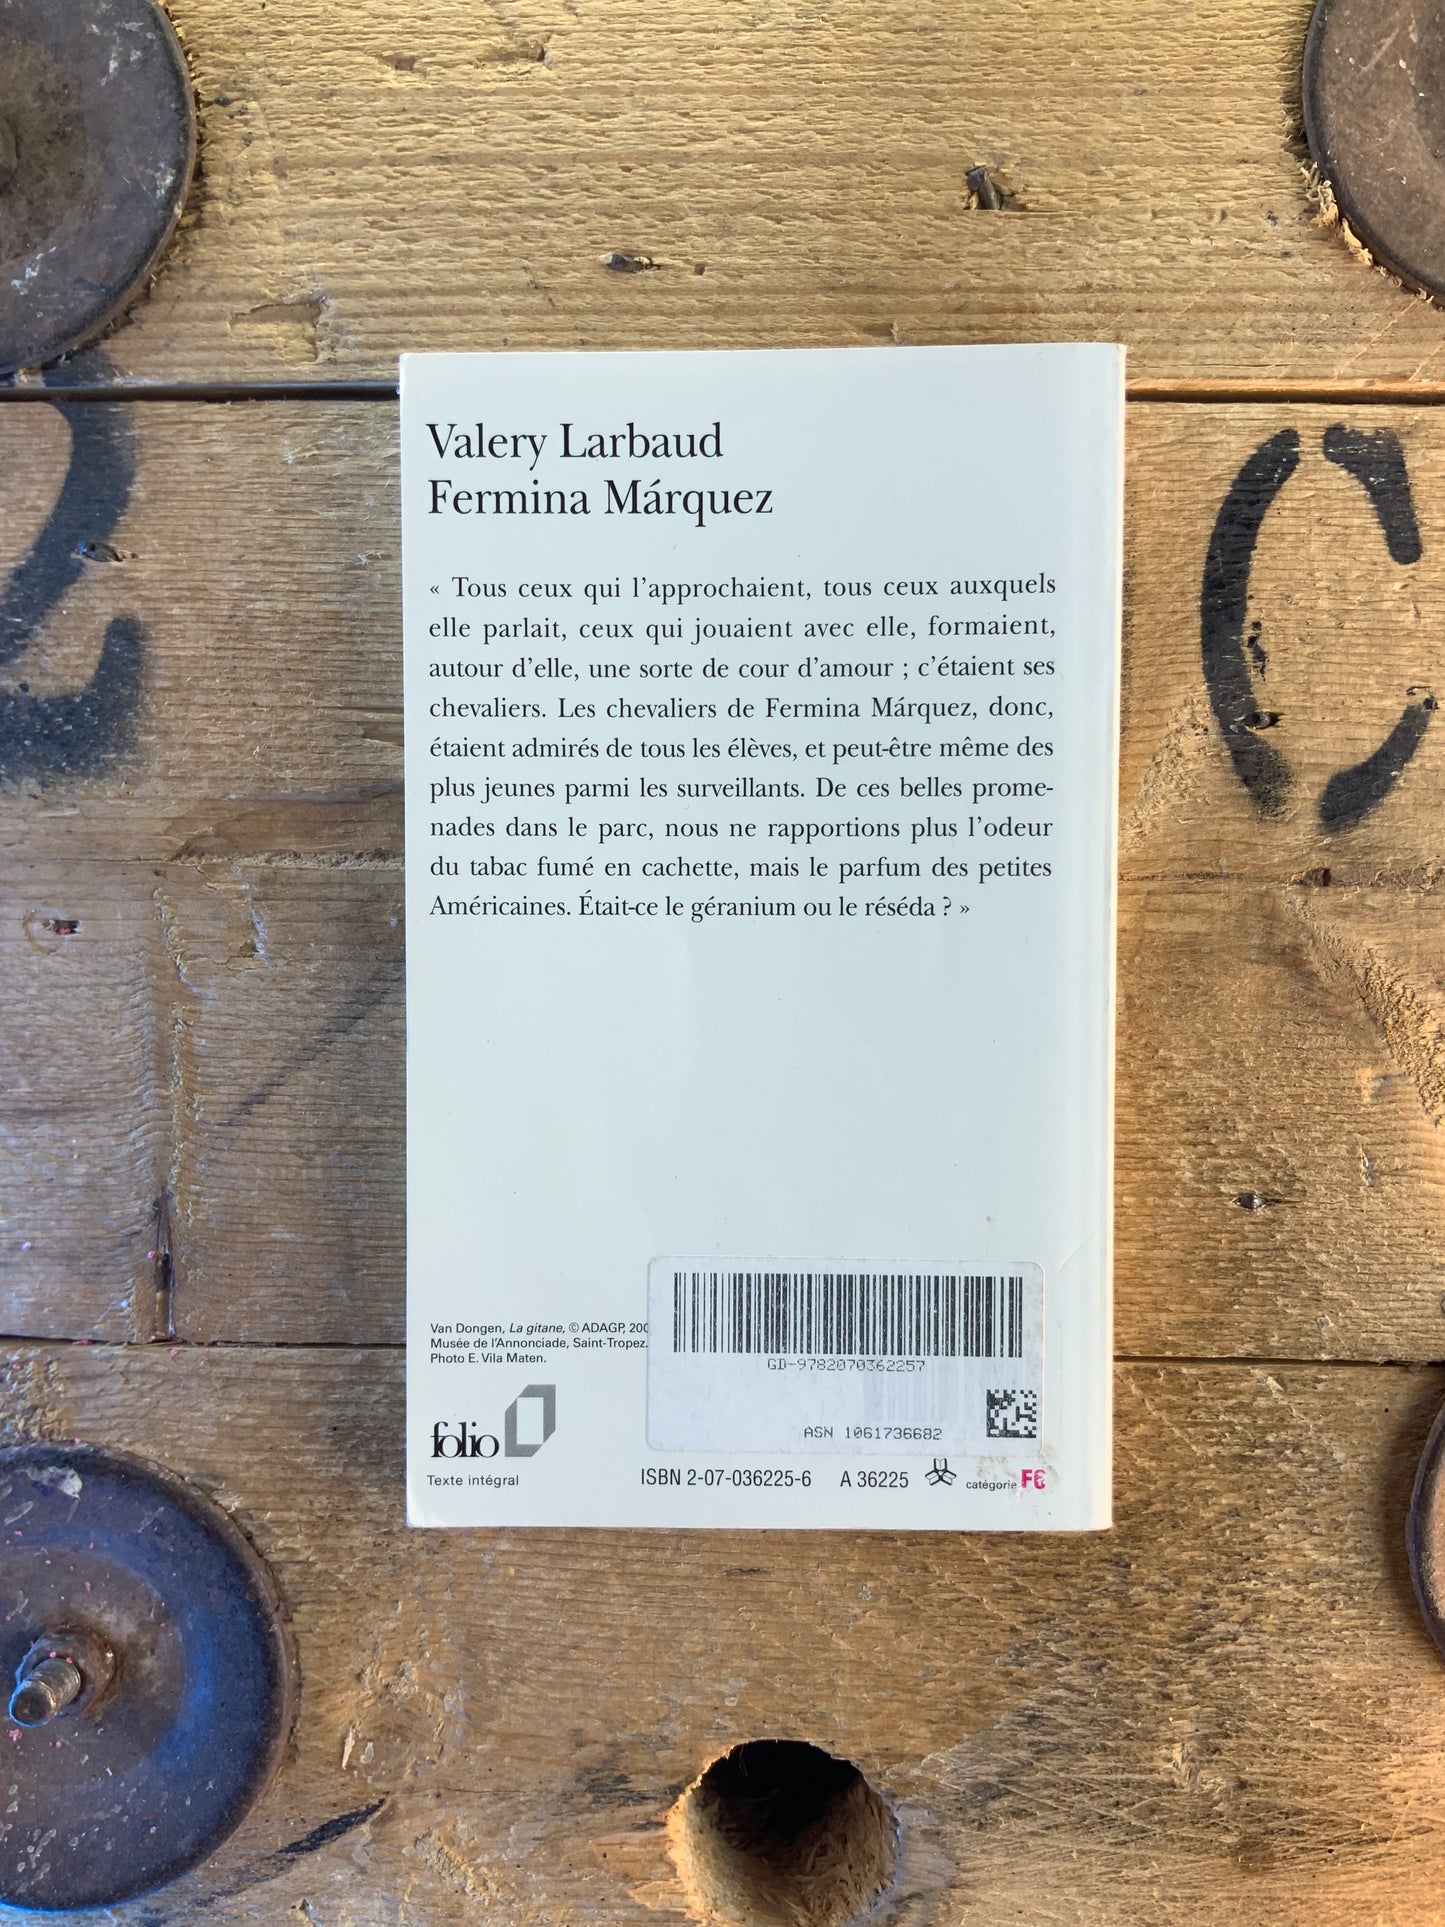 Valery Larbaud
Fermina Márquez
« Tous ceux qui l'approchaient, tous ceux auxquels
elle parlait, ceux qui jouaient avec elle, formaient,
autour d'elle, une sorte de cour d'amour ; c'étaient ses
chevaliers. Les chevaliers de Fermina Márquez, donc,
étaient admirés de tous les élèves, et peut-être même des
plus jeunes parmi les surveillants. De ces belles prome-
nades dans le parc, nous ne rapportions plus l'odeur
du tabac fumé en cachette, mais le parfum des petites
Américaines. Était-ce le géranium ou le réséda ? »
Van Dongen, La gitane, © ADAGP, 200
Musée de l'Annonciade, Saint-Tropez.
Photo E. Vila Maten.
GD-9782070362257
ASN 1061736682
folio
Texte intégral
ISBN 2-07-036225-6 A 36225 catégorie F6
C